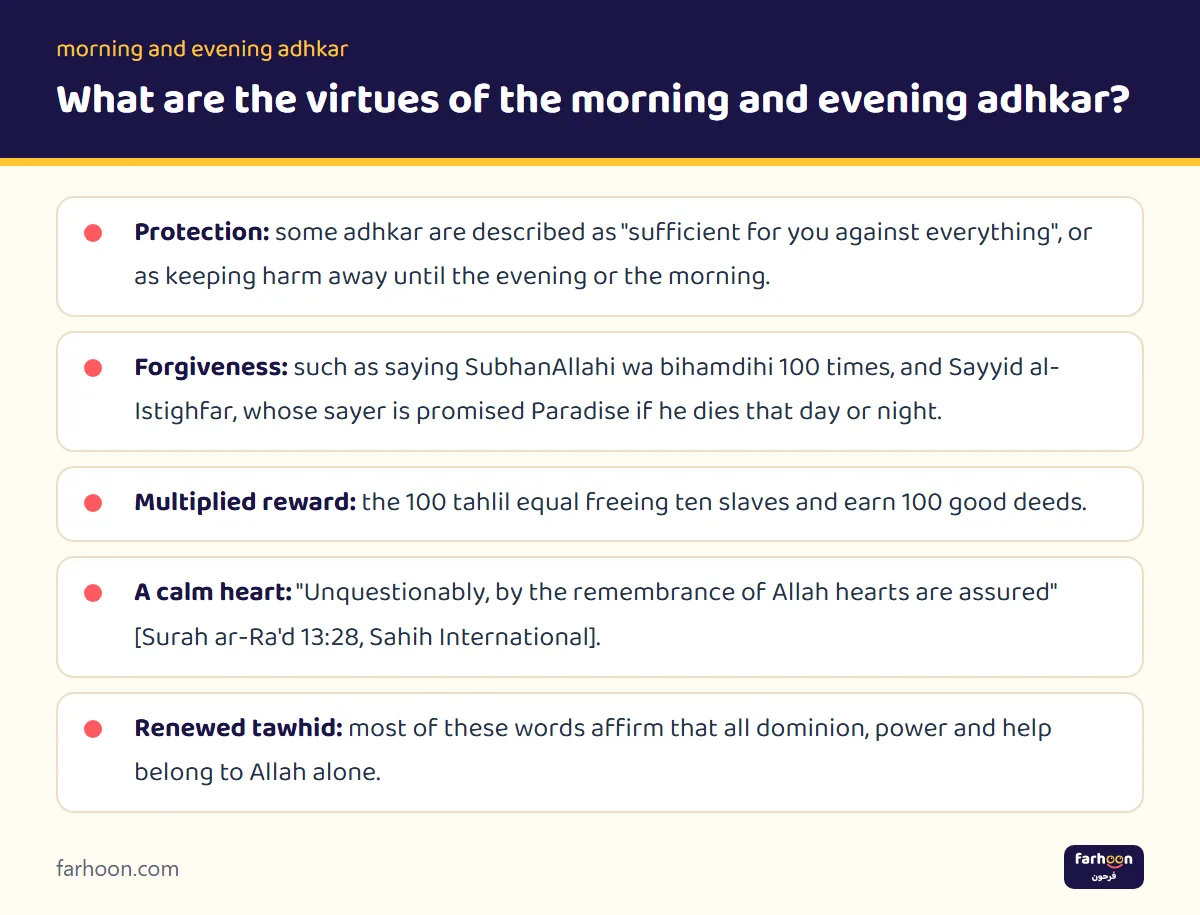 morning and evening adhkar
What are the virtues of the morning and evening adhkar?
Protection: some adhkar are described as "sufficient for you against everything", or
as keeping harm away until the evening or the morning.
Forgiveness: such as saying SubhanAllahi wa bihamdihi 100 times, and Sayyid al-
Istighfar, whose sayer is promised Paradise if he dies that day or night.
Multiplied reward: the 100 tahlil equal freeing ten slaves and earn 100 good deeds.
A calm heart: "Unquestionably, by the remembrance of Allah hearts are assured"
[Surah ar-Ra'd 13:28, Sahih International].
Renewed tawhid: most of these words affirm that all dominion, power and help
belong to Allah alone.
farhoon.com
farhoon
فرحون